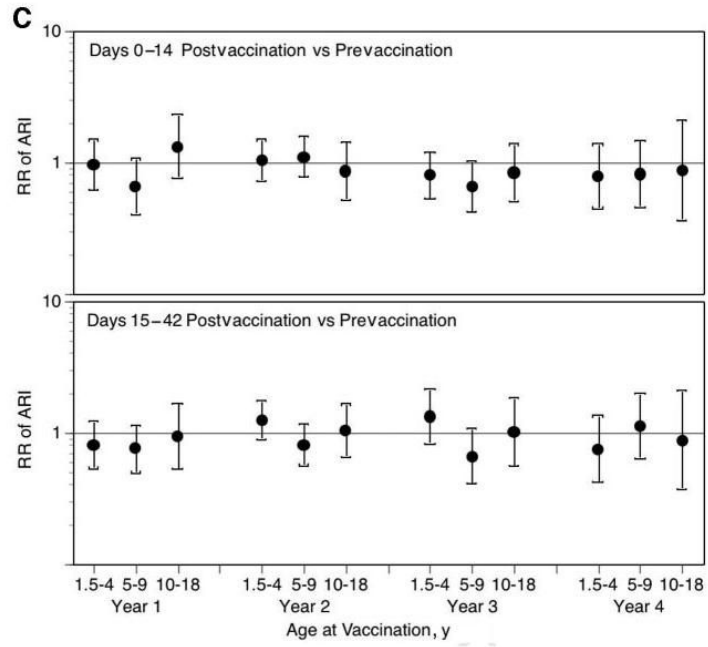 C
10
Days 0–14 Postvaccination vs Prevaccination
RR of ARI
1
10
Days 15–42 Postvaccination vs Prevaccination
RR of ARI
1
1.5-4 5-9 10-18 1.5-4 5-9 10-18 1.5-4 5-9 10-18 1.5-4 5-9 10-18
Year 1 Year 2 Year 3 Year 4
Age at Vaccination, y